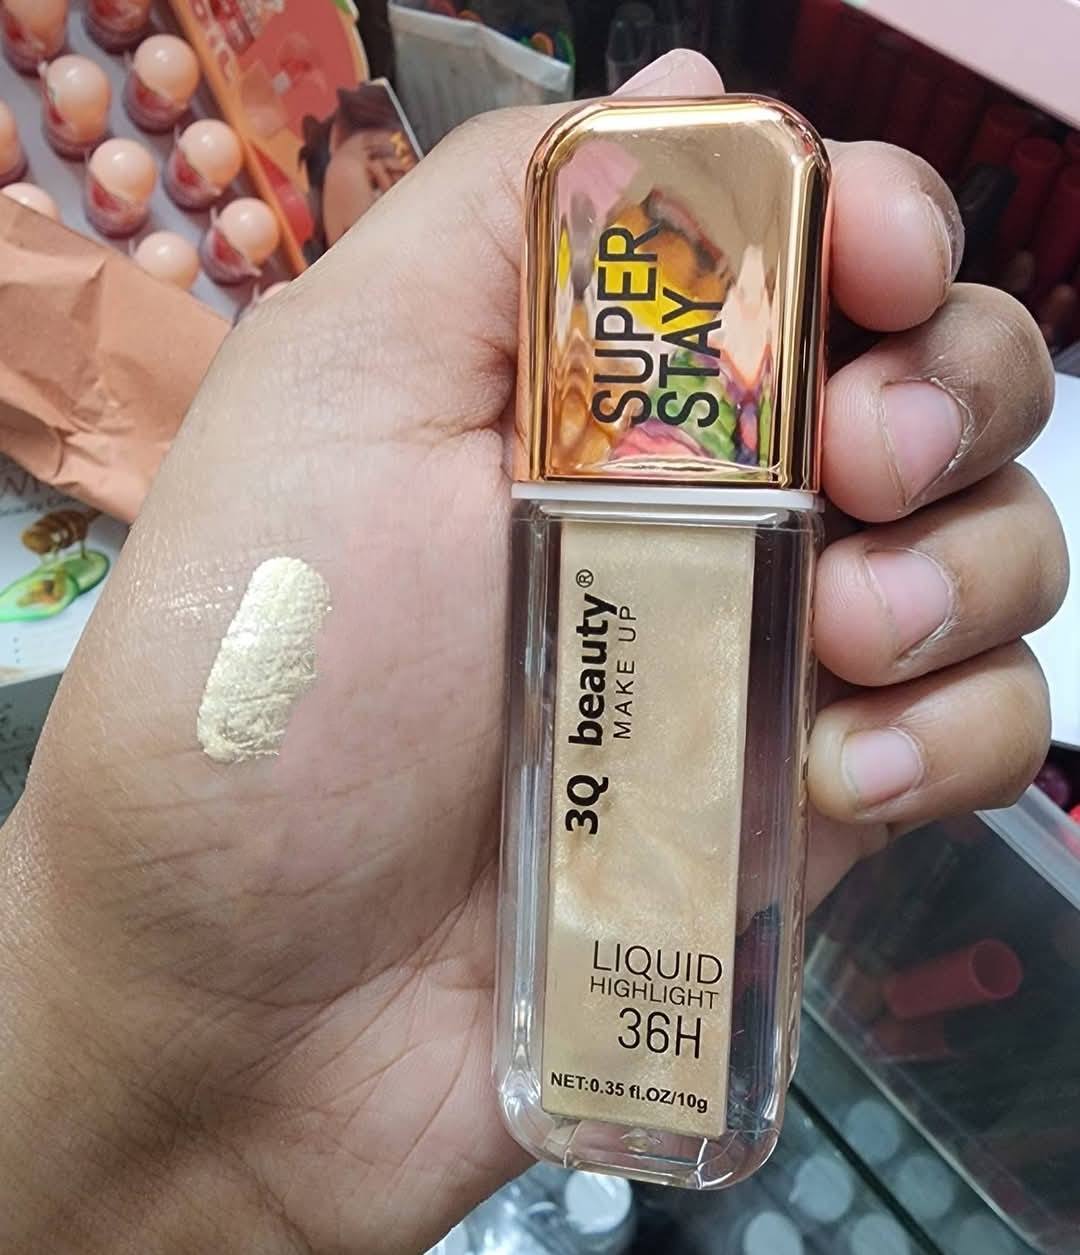 SUPER
STAY
3Q beauty®
MAKE UP
LIQUID
HIGHLIGHT
36H
NET:0.35 fl.OZ/10g